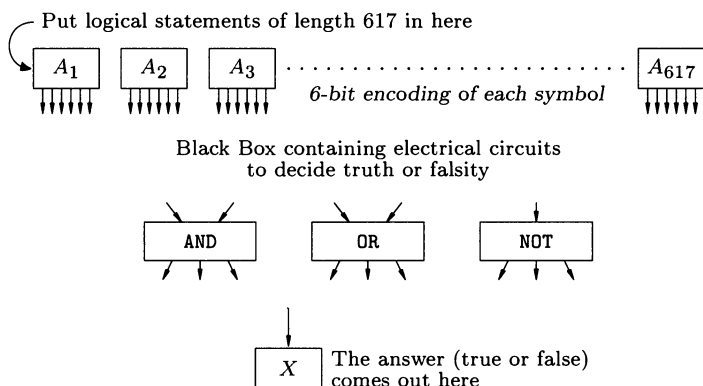 Put logical statements of length 617 in here
A₁ A₂ A₃ A₆₁₇
6-bit encoding of each symbol
Black Box containing electrical circuits
to decide truth or falsity
AND OR NOT
X
The answer (true or false)
comes out here